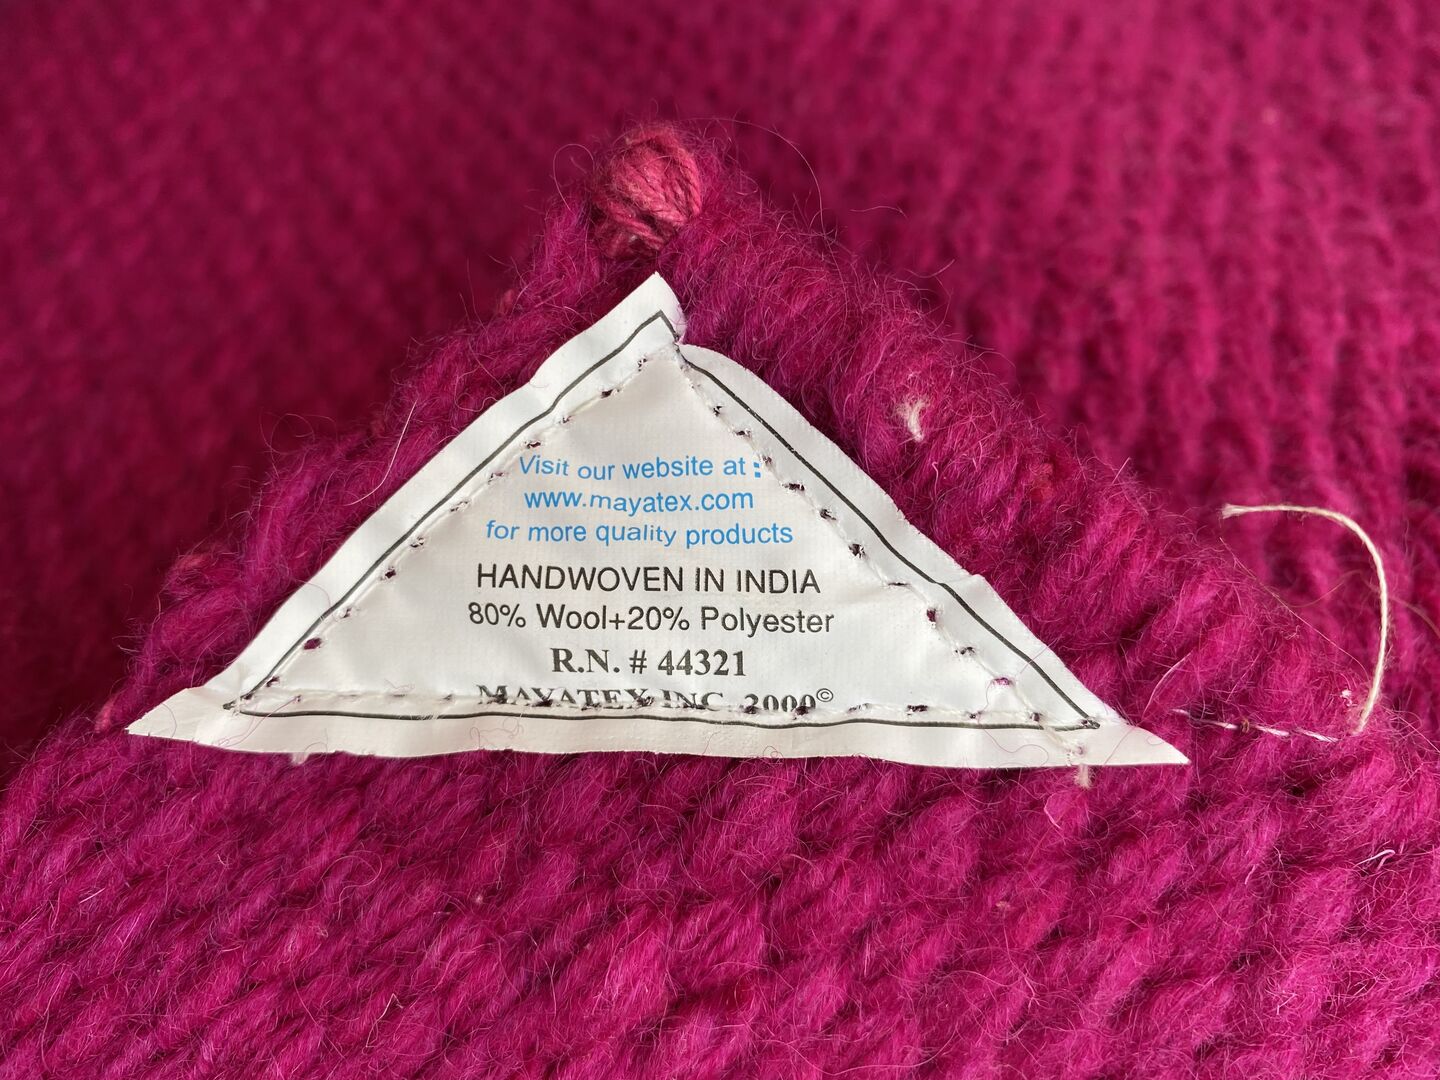 Visit our website at :
www.mayatex.com
for more quality products
HANDWOVEN IN INDIA
80% Wool+20% Polyester
R.N. # 44321
MAYATEX INC. 2000©